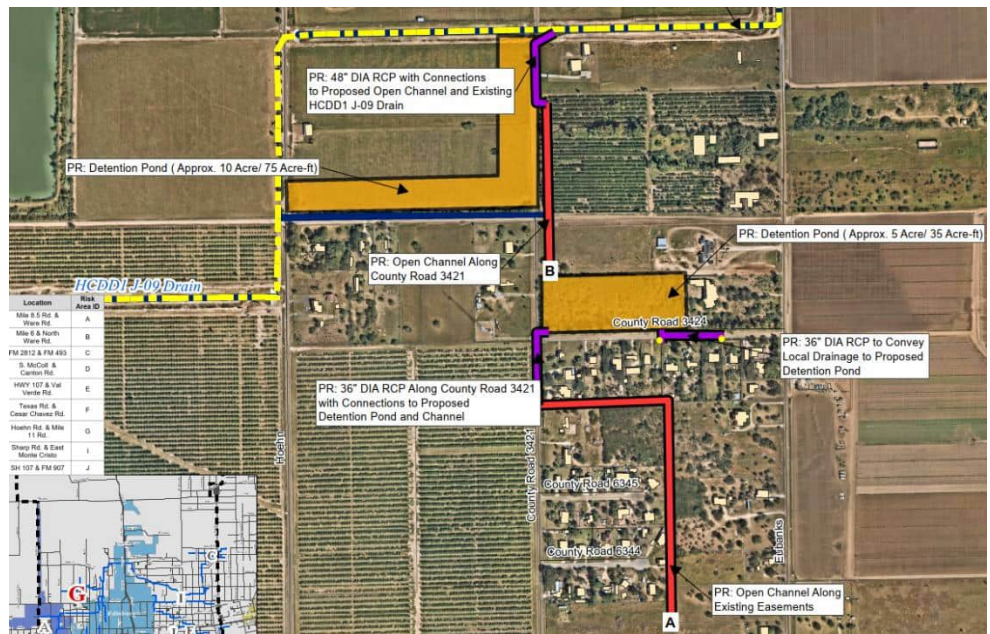 PR: 48" DIA RCP with Connections
to Proposed Open Channel and Existing
HCDD1 J-09 Drain
PR: Detention Pond ( Approx. 10 Acre/ 75 Acre-ft)
PR: Open Channel Along
County Road 3421
PR: Detention Pond (Approx. 5 Acre/ 35 Acre-ft)
B
HCDD1 J-09 Drain
County Road 3424
PR: 36" DIA RCP to Convey
Local Drainage to Proposed
Detention Pond
PR: 36" DIA RCP Along County Road 3421
with Connections to Proposed
Detention Pond and Channel
Location Risk Area ID
Mile 8.5 Rd. & Ware Rd. A
Mile 6 & North Ware Rd. B
FM 2812 & FM 493 C
S. McColl & Canton Rd. D
HWY 107 & Val Verde Rd. E
Texas Rd. & Cesar Chavez Rd. F
Hoehn Rd. & Mile 11 Rd. G
Sharp Rd. & East Monte Cristo I
SH 107 & FM 907 J
Hoehn
County Road 3421
County Road 6345
County Road 6344
Eubanks
PR: Open Channel Along
Existing Easements
A
G
C
A